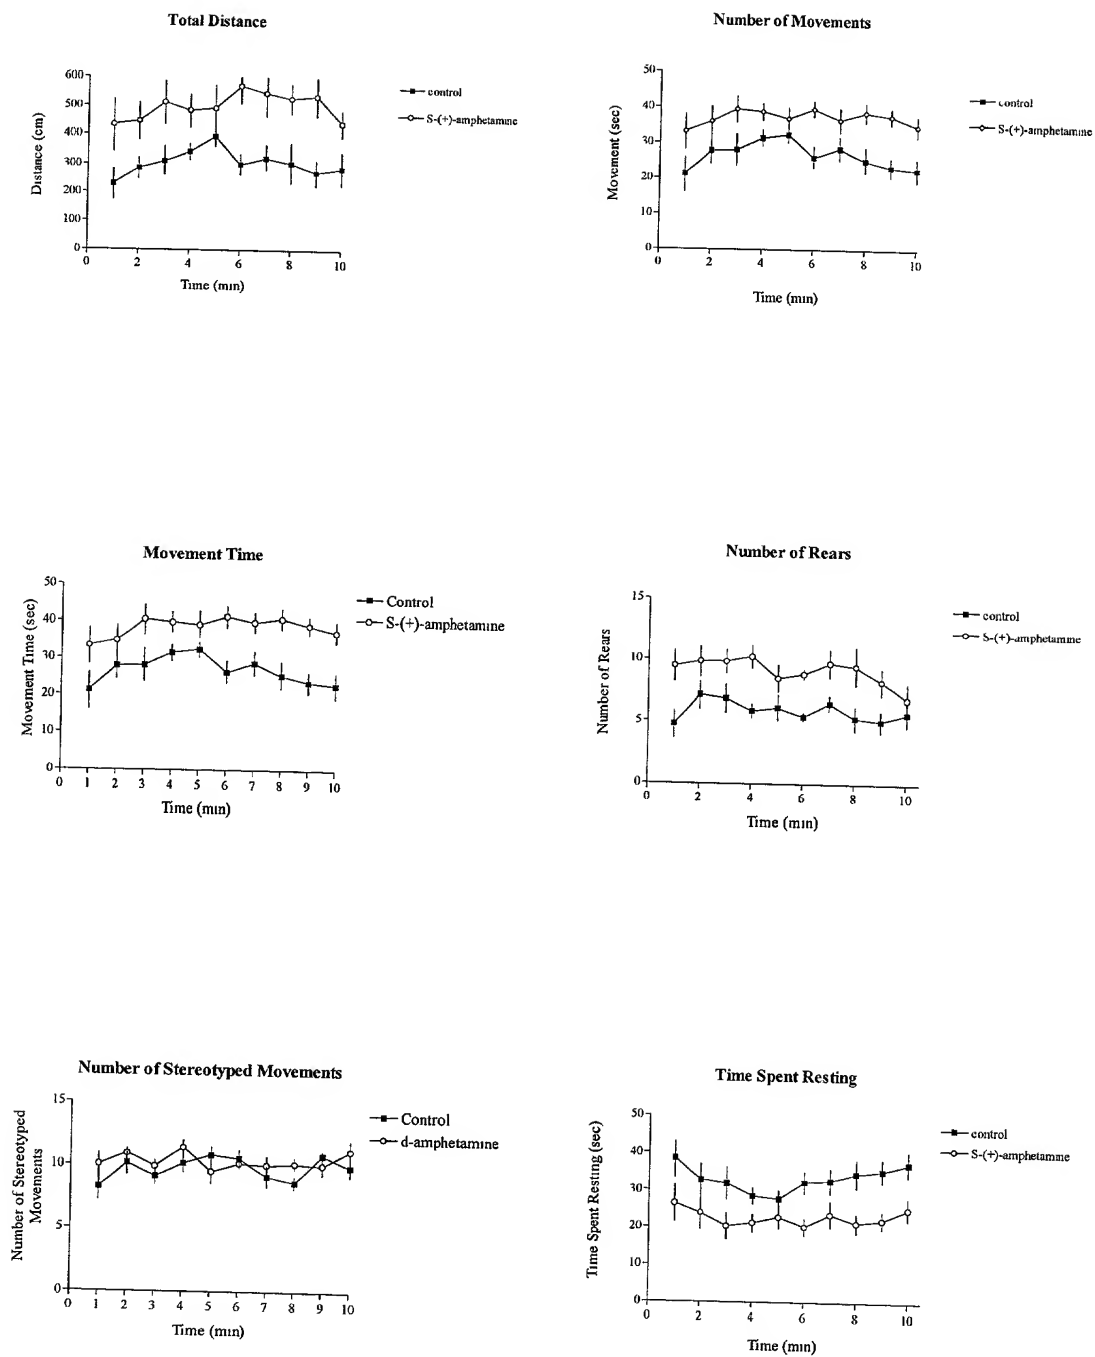 Total Distance
600
500
400
300
200
100
0
Distance (cm)
0 2 4 6 8 10
Time (min)
control
S-(+)-amphetamine
Number of Movements
50
40
30
20
10
0
Movement (sec)
0 2 4 6 8 10
Time (min)
control
S-(+)-amphetamine
Movement Time
50
40
30
20
10
0
Movement Time (sec)
0 1 2 3 4 5 6 7 8 9 10
Time (min)
Control
S-(+)-amphetamine
Number of Rears
15
10
5
0
Number of Rears
0 2 4 6 8 10
Time (min)
control
S-(+)-amphetamine
Number of Stereotyped Movements
15
10
5
0
Number of Stereotyped
Movements
0 1 2 3 4 5 6 7 8 9 10
Time (min)
Control
d-amphetamine
Time Spent Resting
50
40
30
20
10
0
Time Spent Resting (sec)
0 2 4 6 8 10
Time (min)
control
S-(+)-amphetamine